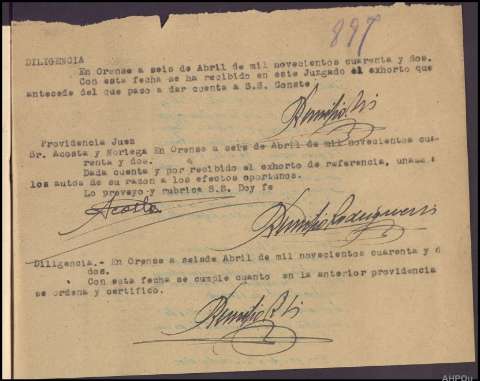 897
DILIGENCIA
En Orense a seis de Abril de mil novecientos cuarenta y dos.
Con esta fecha se ha recibido en este Juzgado el exhorto que
antecede del que paso a dar cuenta a S.S. Conste
Providencia Juez
Sr. Acosta y Noriega En Orense a seis de Abril de mil novecientos cua-
renta y dos.
Dada cuenta y por recibido el exhorto de referencia, unase a
los autos de su razon a los efectos oportunos.
Lo proveyo y rubrica S.S. Doy fe
Acosta
Diligencia.- En Orense a seisde Abril de mil novecientos cuarenta y
dos.
Con esta fecha se cumple cuanto en la anterior providencia
se ordena y certifico.
AHPOu